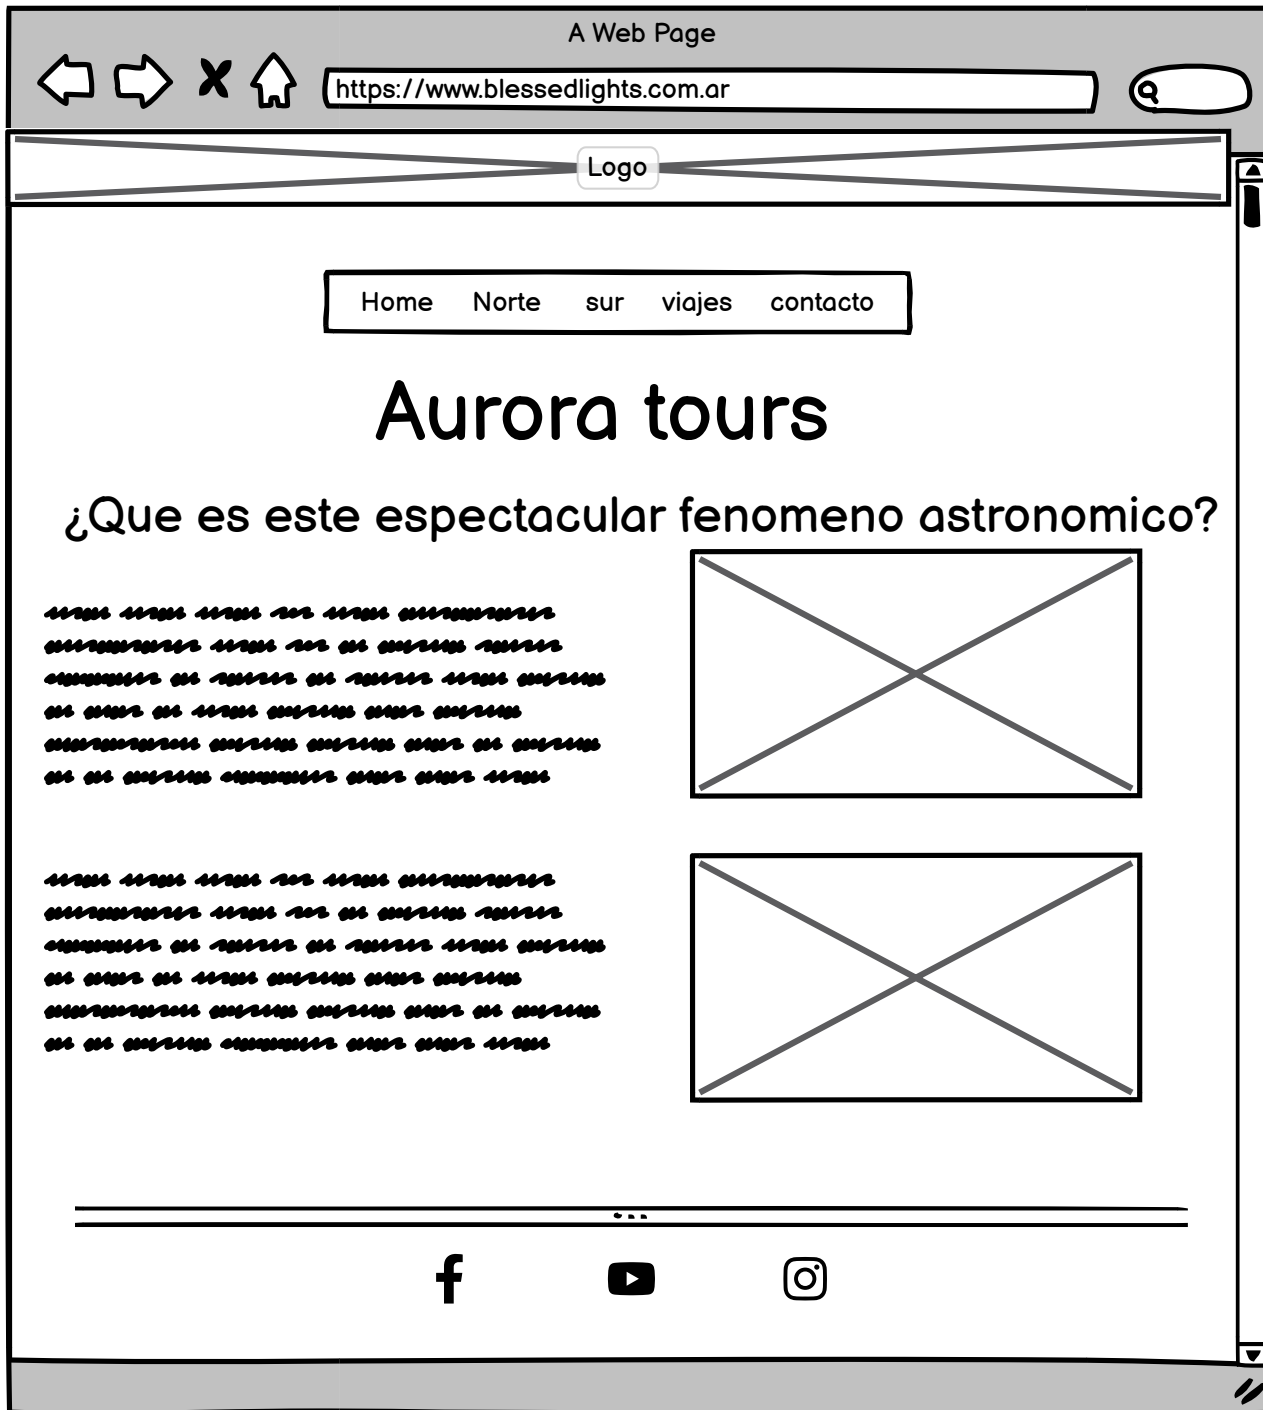 A Web Page
https://www.blessedlights.com.ar
Logo
Home Norte sur viajes contacto
Aurora tours
¿Que es este espectacular fenomeno astronomico?